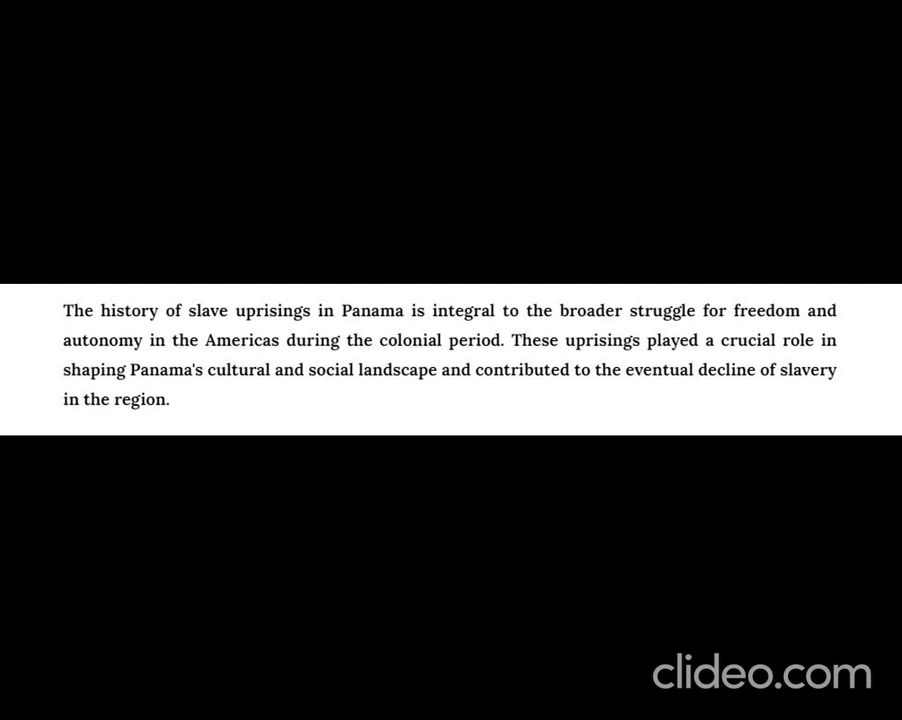 The history of slave uprisings in Panama is integral to the broader struggle for freedom and
autonomy in the Americas during the colonial period. These uprisings played a crucial role in
shaping Panama's cultural and social landscape and contributed to the eventual decline of slavery
in the region.
clideo.com